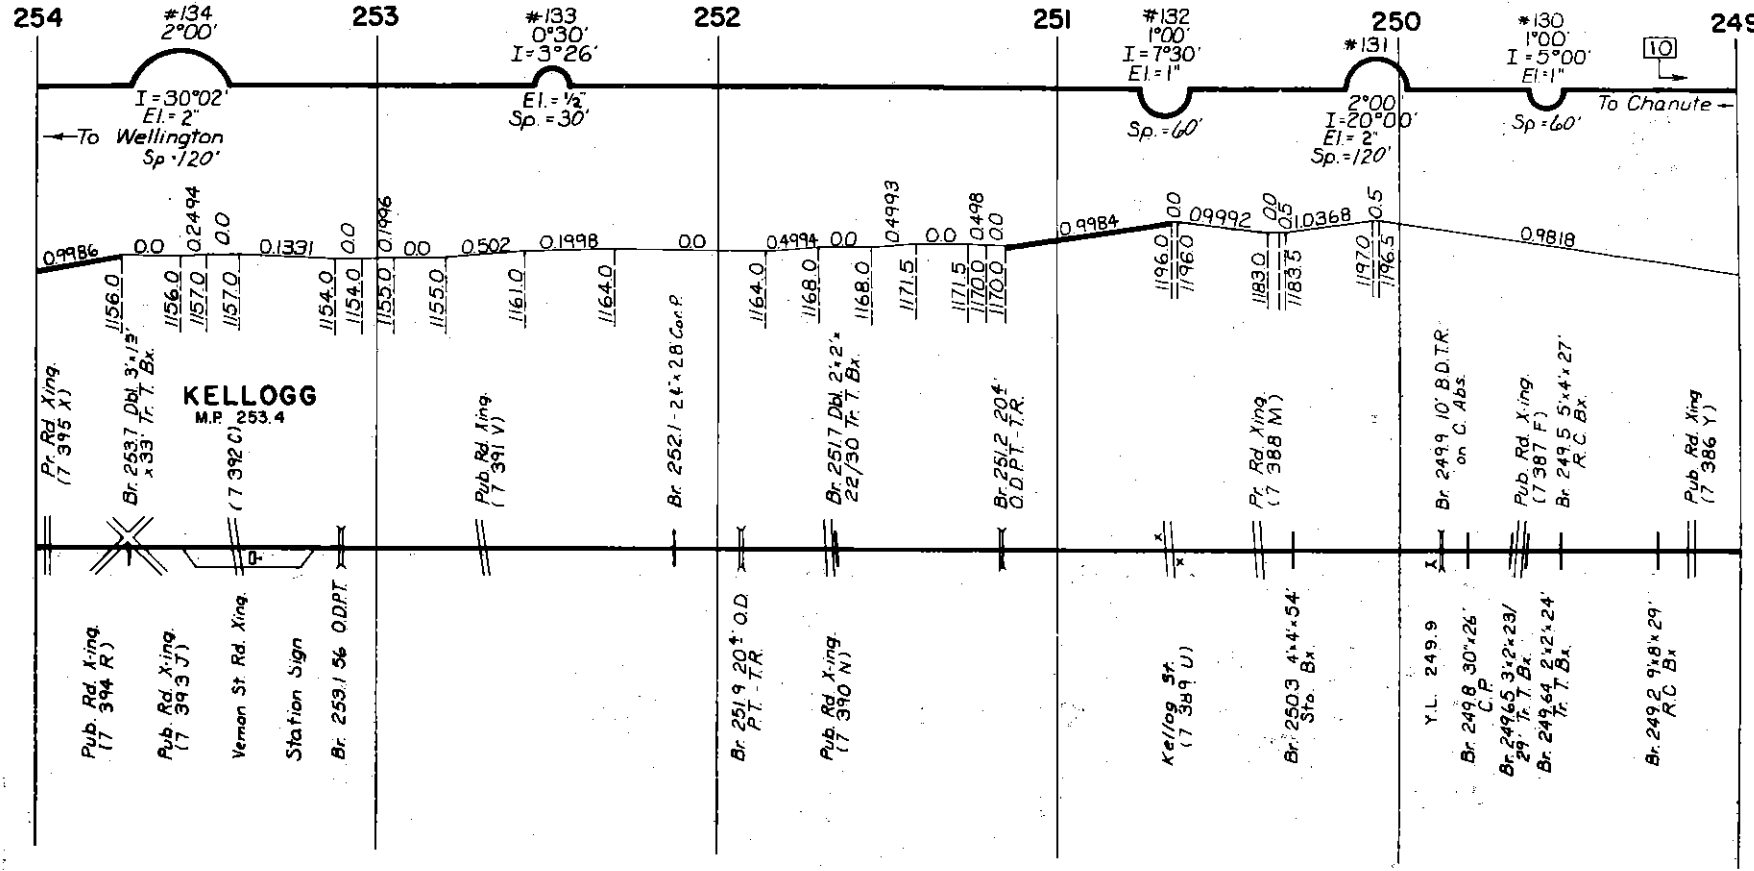 254
253
252
251
250
249
#134
2°00'
I=30°02'
El.=2"
Sp.=120'
←To Wellington
#133
0°30'
I=3°26'
El.=½"
Sp.=30'
#132
1°00'
I=7°30'
El=1"
Sp.=60'
#131
2°00'
I=20°00'
El=2"
Sp.=120'
#130
1°00'
I=5°00'
El=1"
Sp=60'
10
To Chanute
0.9986
0.0
0.2494
0.0
0.1331
0.0
0.1996
0.0
0.502
0.1998
0.0
0.4994
0.0
0.4993
0.0
0.498
0.0
0.9984
0.0
0.9992
0.0
0.5
1.0368
0.5
0.9818
1156.0
1156.0
1157.0
1157.0
1154.0
1154.0
1155.0
1155.0
1161.0
1164.0
1164.0
1168.0
1168.0
1171.5
1171.5
1170.0
1170.0
1196.0
1196.0
1183.0
1183.5
1197.0
1196.5
Pr. Rd. Xing.
(7 395 X)
Br. 253.7 Dbl. 3'x13'
x33' Tr. T. Bx.
KELLOGG
M.P. 253.4
(7 392 C)
Pub. Rd. Xing.
(7 391 V)
Br. 252.1 - 24"x28' Cor. P.
Br. 251.7 Dbl. 2'x2'x
22/30 Tr. T. Bx.
Br. 251.2 20'4"
O.D.P.T.-T.R.
Pr. Rd. Xing.
(7 388 M)
Br. 249.9 10' B.D.T.R.
on C. Abs.
Pub. Rd. X-ing.
(7 387 F)
Br. 249.5 5'x4'x27'
R.C. Bx.
Pub. Rd. Xing
(7 386 Y)
Pub. Rd. X-ing.
(7 394 R)
Pub. Rd. X-ing.
(7 393 J)
Vernon St. Rd. Xing.
Station Sign
Br. 253.1 56' O.D.P.T.
Br. 251.9 20'4" O.D.
P.T.-T.R.
Pub. Rd. X-ing.
(7 390 N)
Kellog St.
(7 389 U)
Br. 250.3 4'x4'x54'
Sto. Bx.
Y.L. 249.9
Br. 249.8 30"x26'
C.P.
Br. 249.65 3'x2'x23/
29' Tr. T. Bx.
Br. 249.64 2'x2'x24'
Tr. T. Bx.
Br. 249.2 9'x8'x29'
R.C. Bx